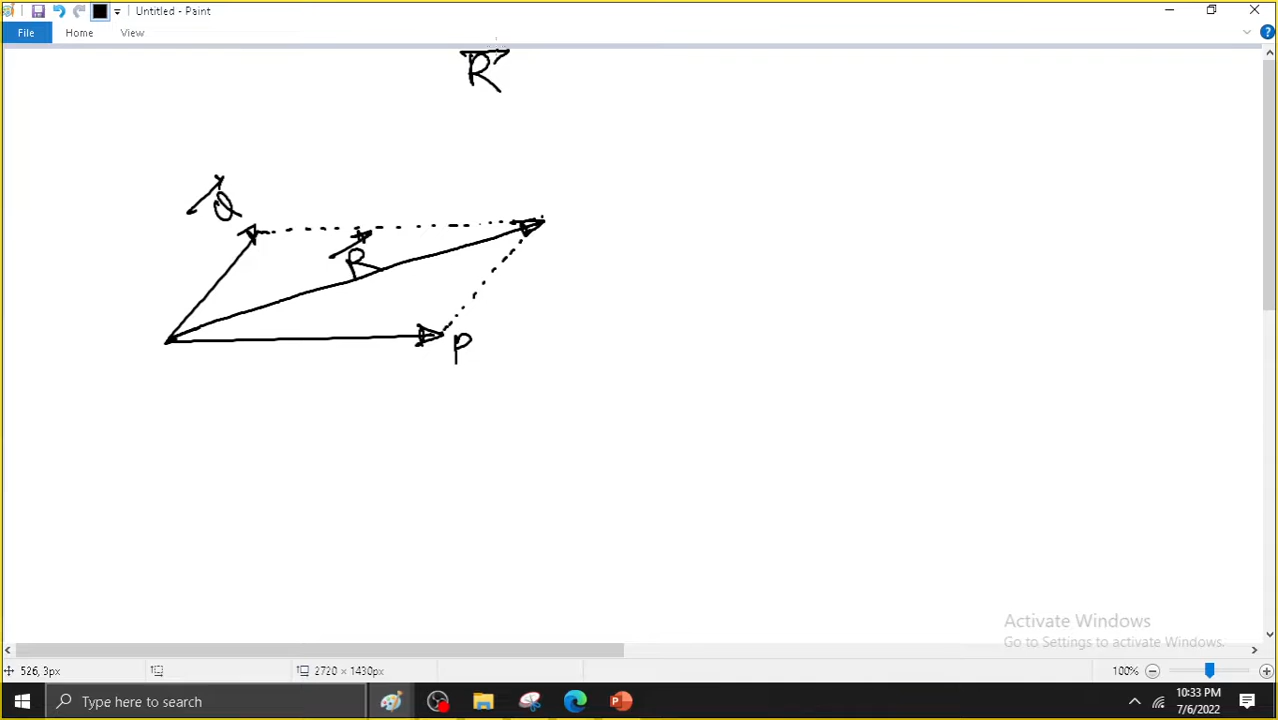 Untitled - Paint
File Home View
R
Q
R
P
Activate Windows
Go to Settings to activate Windows.
526, 3px 2720 × 1430px 100%
Type here to search
10:33 PM
7/6/2022